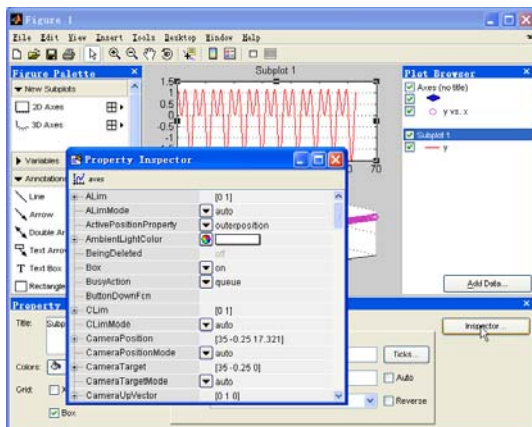 Figure 1
File Edit View Insert Tools Desktop Window Help
Figure Palette
New Subplots
2D Axes
3D Axes
Variables
Annotations
Line
Arrow
Double Ar
Text Arrow
T Text Box
Rectangle
Subplot 1
1.5
1
0.5
0
60 70
Plot Browser
Axes (no title)
y vs. x
Subplot 1
y
Add Data...
Property Inspector
axes
ALim [0 1]
ALimMode auto
ActivePositionProperty outerposition
AmbientLightColor
BeingDeleted off
Box on
BusyAction queue
ButtonDownFcn
CLim [0 1]
CLimMode auto
CameraPosition [35 -0.25 17.321]
CameraPositionMode auto
CameraTarget [35 -0.25 0]
CameraTargetMode auto
CameraUpVector [0 1 0]
Property
Title: Subp
Colors:
Grid: X
Box
Inspector...
Ticks...
Auto
Reverse